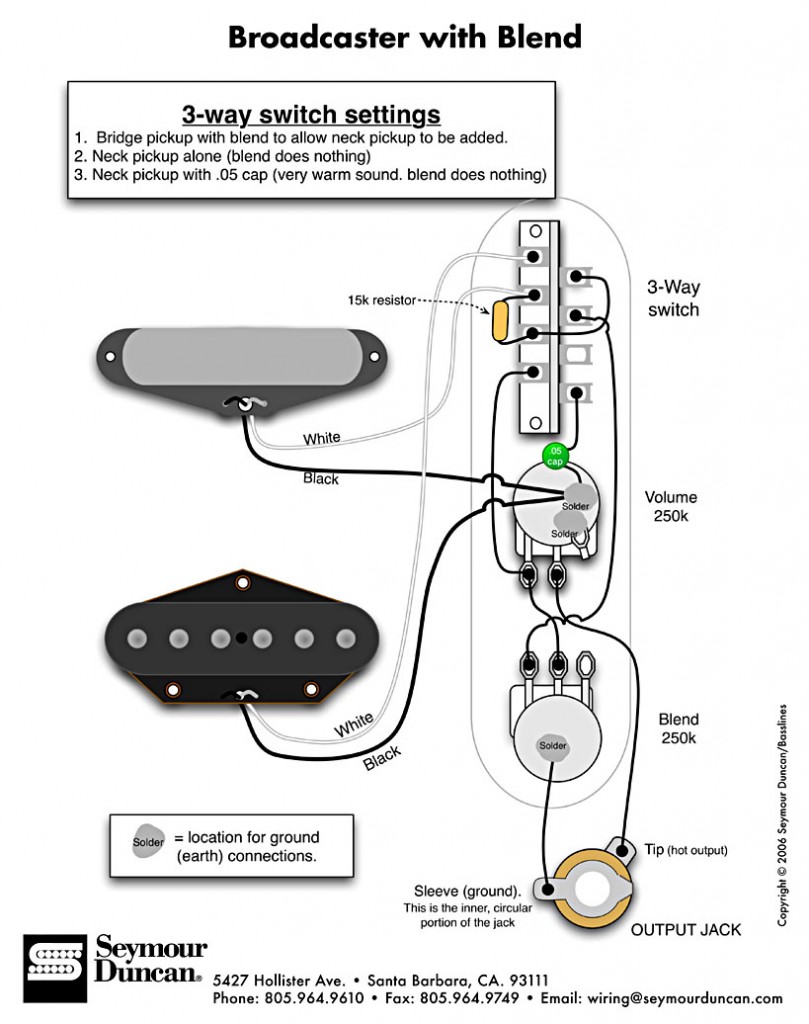 Broadcaster with Blend
3-way switch settings
1. Bridge pickup with blend to allow neck pickup to be added.
2. Neck pickup alone (blend does nothing)
3. Neck pickup with .05 cap (very warm sound. blend does nothing)
15k resistor
3-Way
switch
White
Black
.05
cap
Solder
Solder
Volume
250k
White
Black
Blend
250k
Solder
Solder
= location for ground
(earth) connections.
Tip (hot output)
Sleeve (ground).
This is the inner, circular
portion of the jack
OUTPUT JACK
Copyright © 2006 Seymour Duncan/Basslines
Seymour
Duncan®
5427 Hollister Ave. • Santa Barbara, CA. 93111
Phone: 805.964.9610 • Fax: 805.964.9749 • Email: wiring@seymourduncan.com